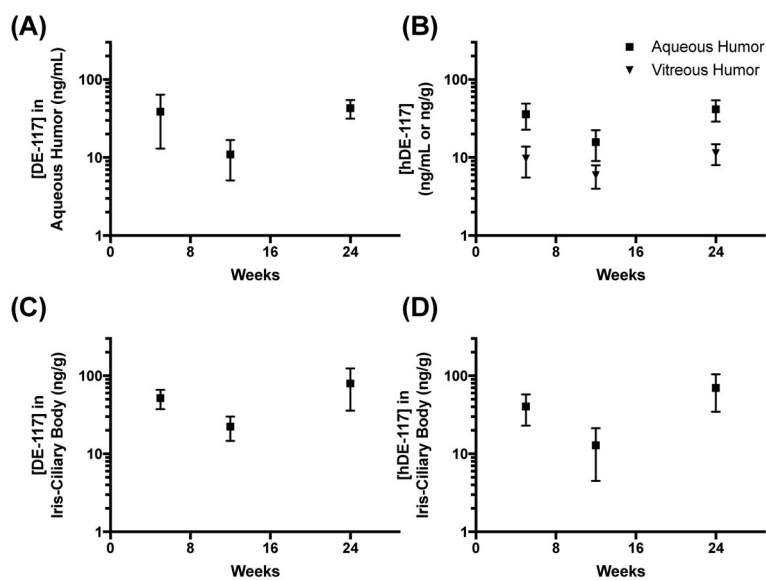 (A)
[DE-117] in
Aqueous Humor (ng/mL)
100
10
1
0
8
16
24
Weeks
(B)
Aqueous Humor
Vitreous Humor
[hDE-117]
(ng/mL or ng/g)
100
10
1
0
8
16
24
Weeks
(C)
[DE-117] in
Iris-Ciliary Body (ng/g)
100
10
1
0
8
16
24
Weeks
(D)
[hDE-117] in
Iris-Ciliary Body (ng/g)
100
10
1
0
8
16
24
Weeks